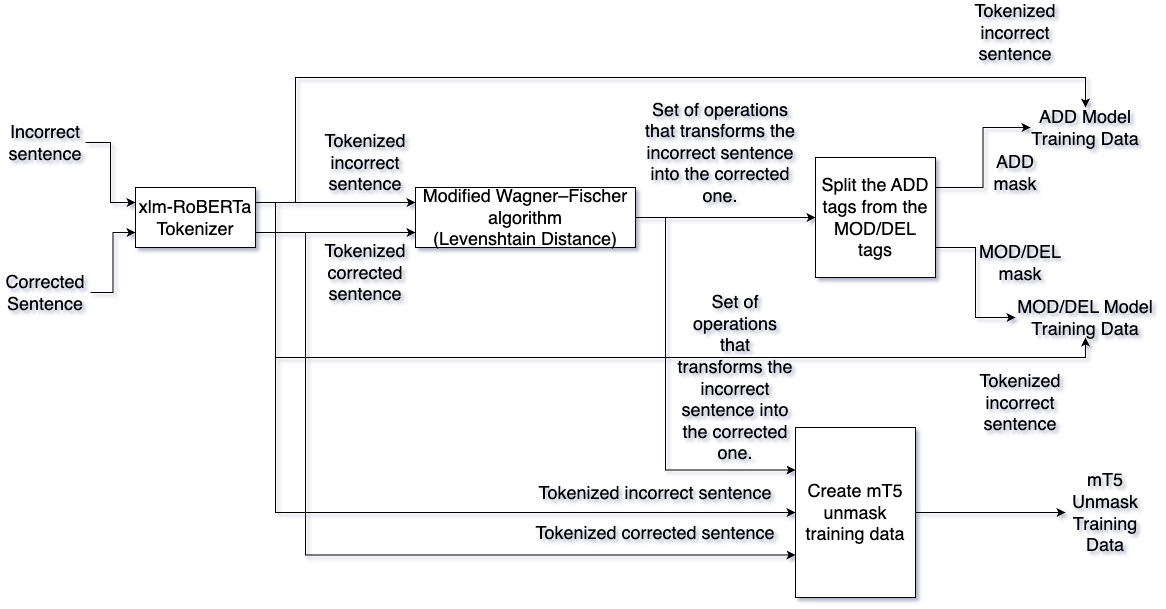 Tokenized
incorrect
sentence
Incorrect
sentence
Corrected
Sentence
xlm-RoBERTa
Tokenizer
Tokenized
incorrect
sentence
Tokenized
corrected
sentence
Modified Wagner–Fischer
algorithm
(Levenshtain Distance)
Set of operations
that transforms the
incorrect sentence
into the corrected
one.
Split the ADD
tags from the
MOD/DEL
tags
ADD
mask
ADD Model
Training Data
MOD/DEL
mask
MOD/DEL Model
Training Data
Tokenized
incorrect
sentence
Set of
operations
that
transforms the
incorrect
sentence into
the corrected
one.
Tokenized incorrect sentence
Tokenized corrected sentence
Create mT5
unmask
training data
mT5
Unmask
Training
Data